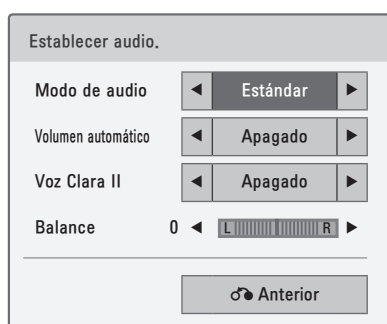 Establecer audio.
Modo de audio ◄ Estándar ►
Volumen automático ◄ Apagado ►
Voz Clara II ◄ Apagado ►
Balance 0 ◄ L R ►
Anterior